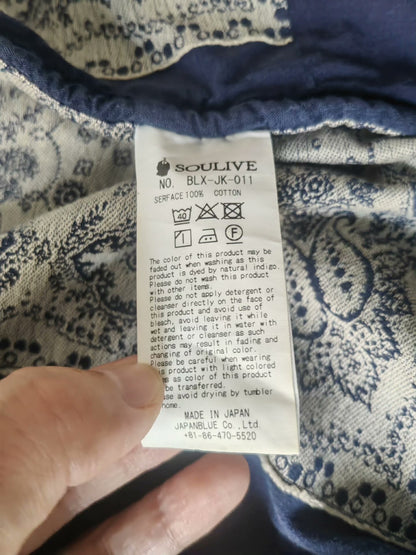 SOULIVE
NO. BLX-JK-011
SERFACE100% COTTON
40
F
The color of this product may be
faded out when washing as this
product is dyed by natural indigo.
Please do not wash this product
with other items.
Please do not apply detergent or
cleanser directly on the face of
this product and avoid use of
bleach, avoid leaving it while
wet and leaving it in water with
detergent or cleanser as such
actions may result in fading and
changing of original color.
Please be careful when wearing
this product with light colored
ms as color of this product
be transferred.
ase avoid drying by tumbler
home.
MADE IN JAPAN
JAPANBLUE Co.,Ltd.
+81-86-470-5520